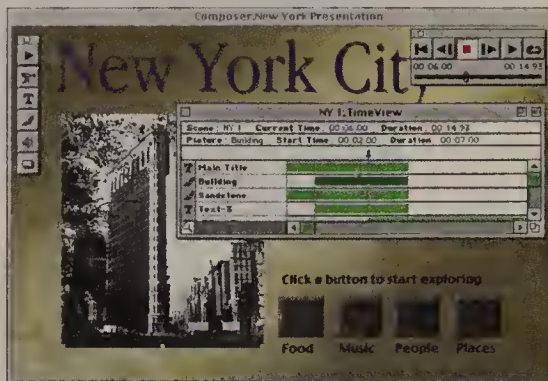 Composer:New York Presentation
New York City
00 06.00 00 14 93
NY 1:TimeView
Scene: NY 1 Current Time: 00:06.00 Duration: 00 14 93
Picture: Building Start Time: 00:02.00 Duration: 00:07.00
T Main Title
Building
Sandstone
T Text-3
Click a button to start exploring
Food Music People Places